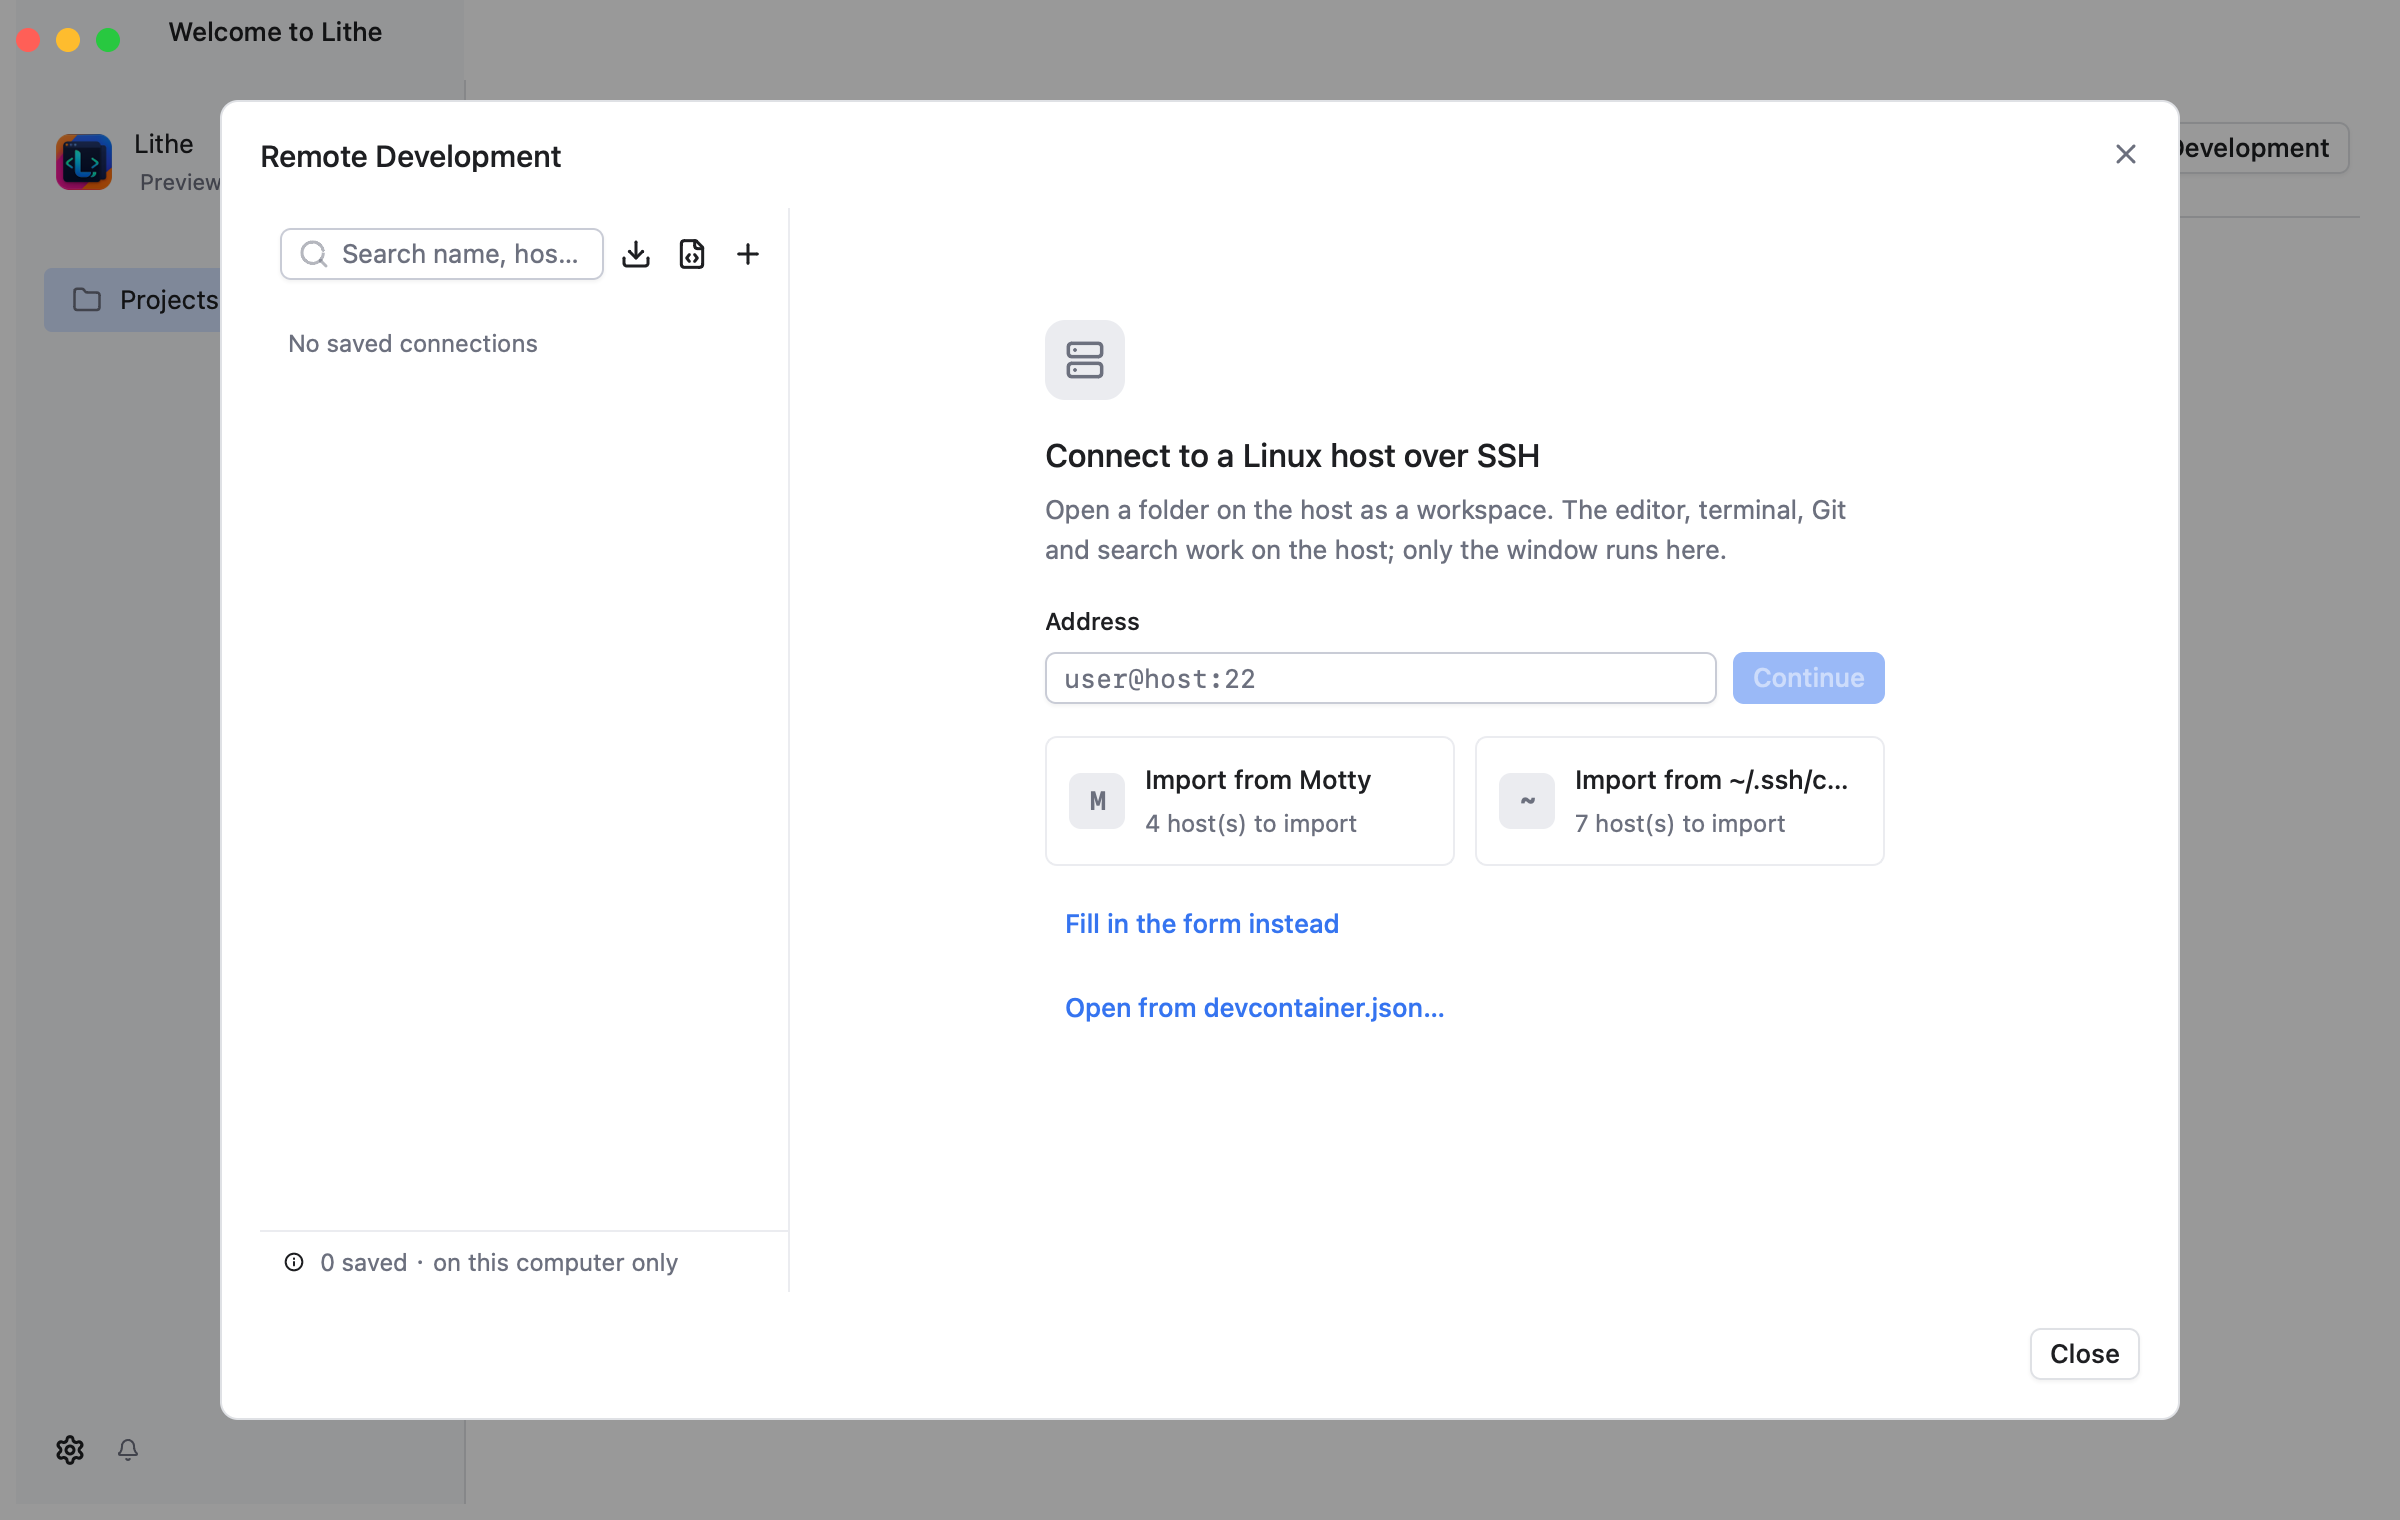 Welcome to Lithe
Lithe
Preview
Development
Projects
Remote Development
Search name, hos...
No saved connections
Connect to a Linux host over SSH
Open a folder on the host as a workspace. The editor, terminal, Git
and search work on the host; only the window runs here.
Address
user@host:22
Continue
M
Import from Motty
4 host(s) to import
~
Import from ~/.ssh/c...
7 host(s) to import
Fill in the form instead
Open from devcontainer.json...
0 saved · on this computer only
Close